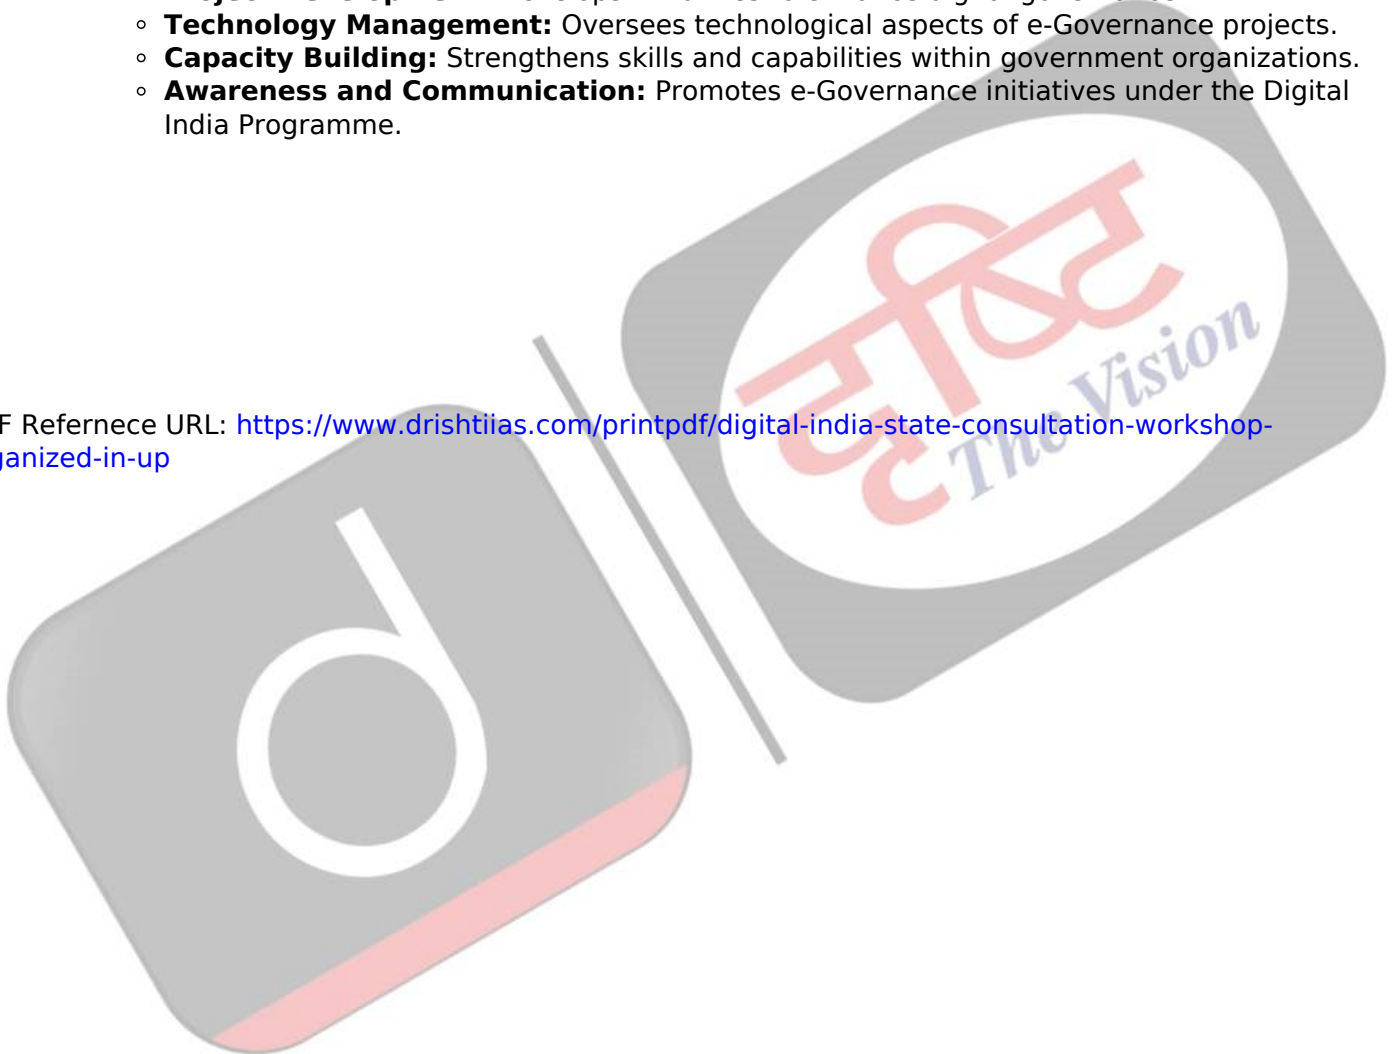 ◦ Technology Management: Oversees technological aspects of e-Governance projects.
◦ Capacity Building: Strengthens skills and capabilities within government organizations.
◦ Awareness and Communication: Promotes e-Governance initiatives under the Digital
India Programme.
दृष्टि
The Vision
F Refernece URL: https://www.drishtiias.com/printpdf/digital-india-state-consultation-workshop-
ganized-in-up
d